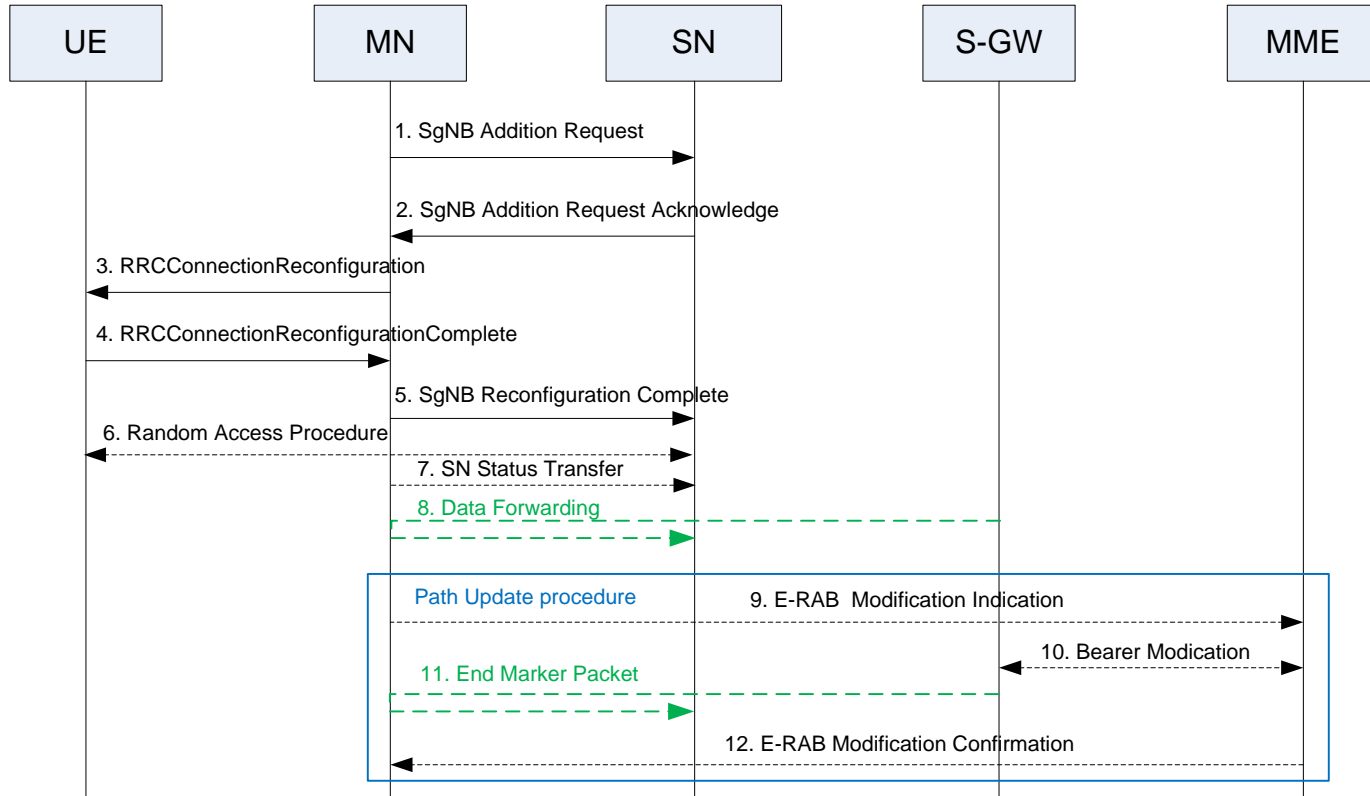 UE
MN
SN
S-GW
MME
1. SgNB Addition Request
2. SgNB Addition Request Acknowledge
3. RRCConnectionReconfiguration
4. RRCConnectionReconfigurationComplete
5. SgNB Reconfiguration Complete
6. Random Access Procedure
7. SN Status Transfer
8. Data Forwarding
Path Update procedure
9. E-RAB Modification Indication
10. Bearer Modication
11. End Marker Packet
12. E-RAB Modification Confirmation